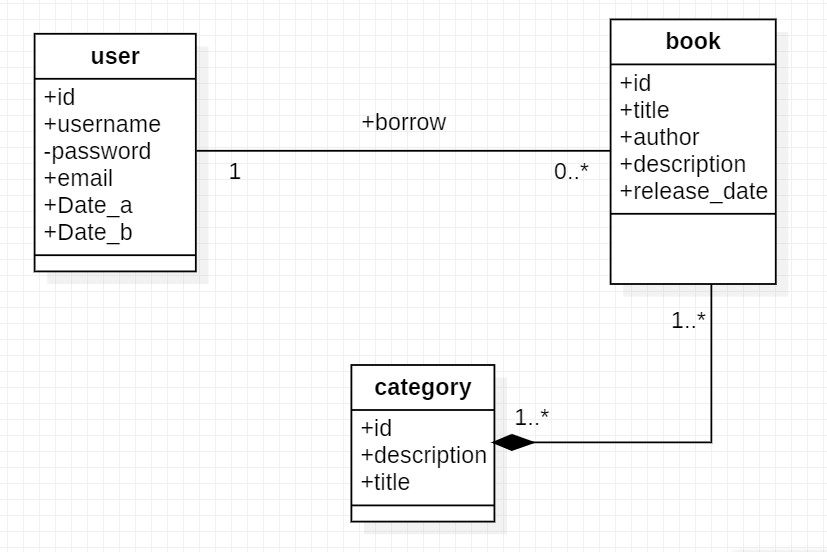 user
+id
+username
-password
+email
+Date_a
+Date_b
+borrow
1
0..*
book
+id
+title
+author
+description
+release_date
1..*
category
+id
+description
+title
1..*